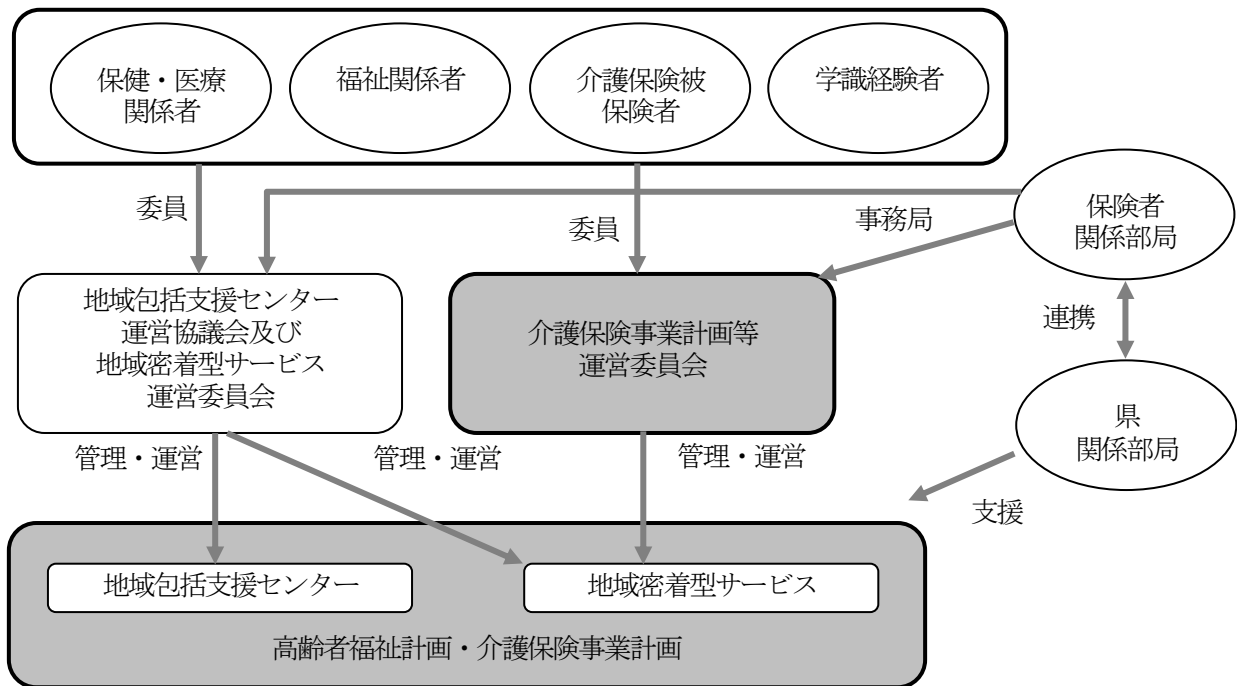 保健・医療
関係者
福祉関係者
介護保険被
保険者
学識経験者
委員
委員
事務局
保険者
関係部局
地域包括支援センター
運営協議会及び
地域密着型サービス
運営委員会
介護保険事業計画等
運営委員会
連携
県
関係部局
管理・運営
管理・運営
管理・運営
支援
地域包括支援センター
地域密着型サービス
高齢者福祉計画・介護保険事業計画